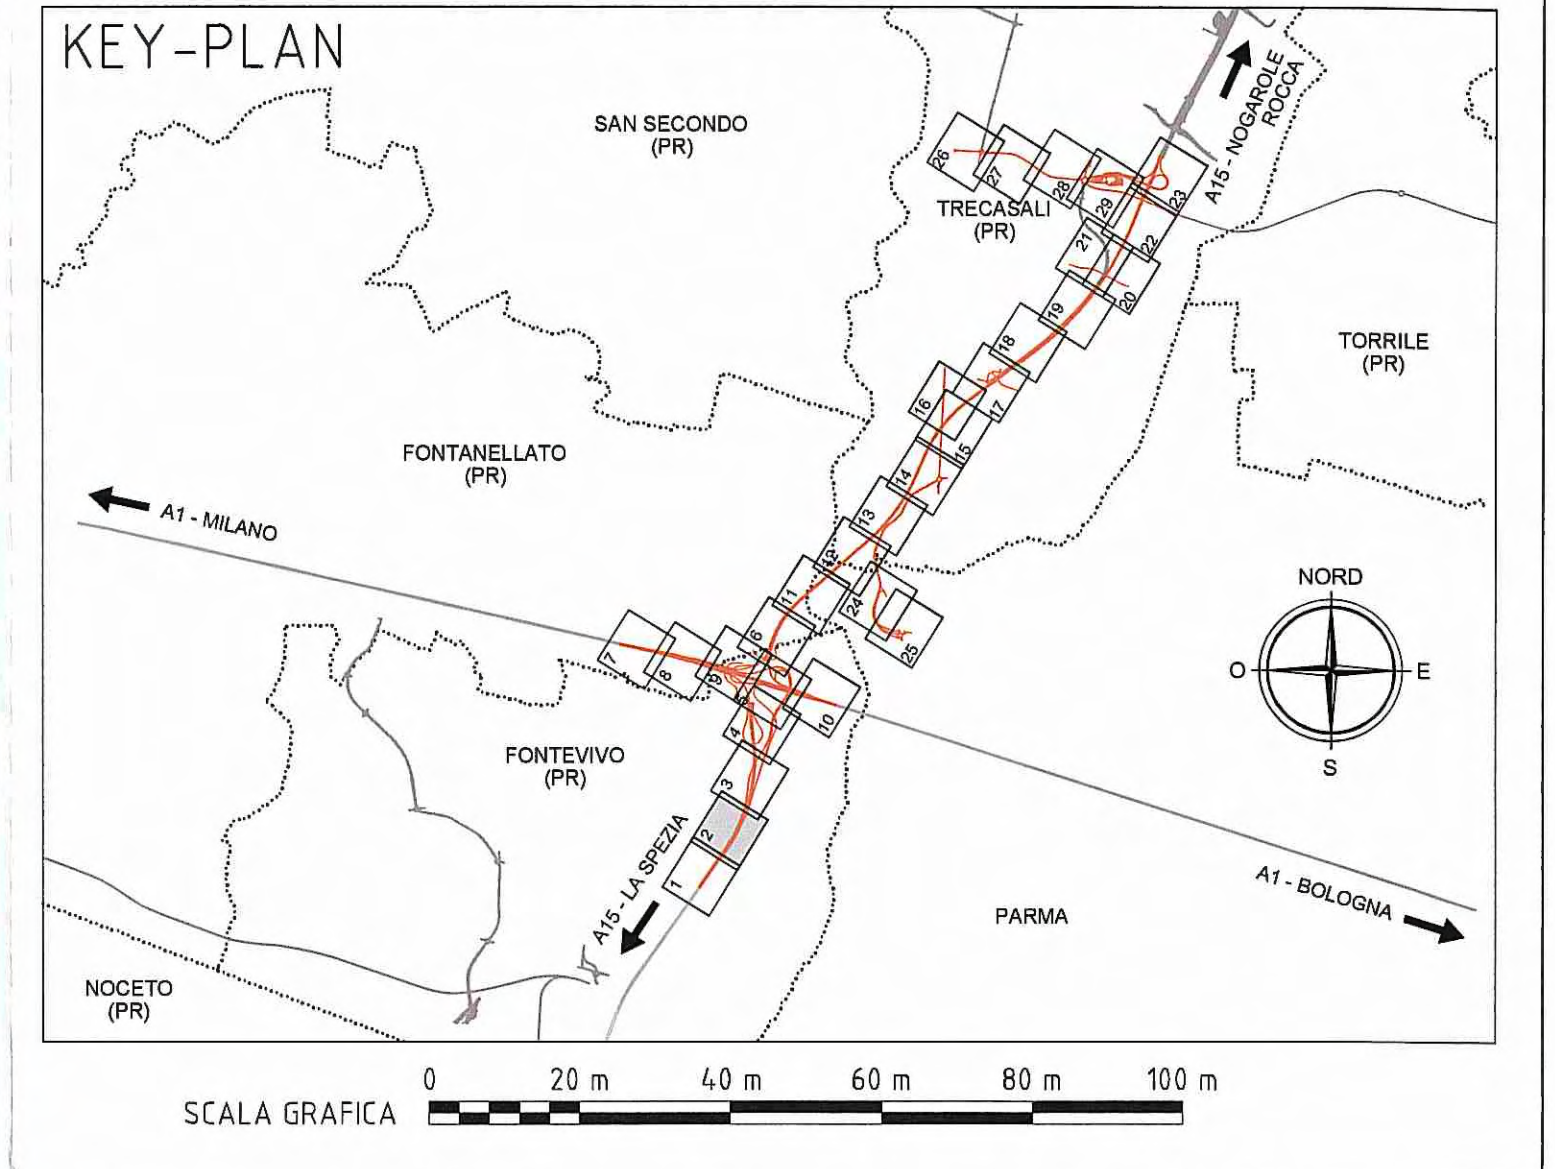 KEY-PLAN
SAN SECONDO
(PR)
A15 - NOGAROLE
ROCCA
26
27
28
29
23
TRECASALI
(PR)
21
22
20
19
TORRILE
(PR)
18
16
17
FONTANELLATO
(PR)
15
14
A1 - MILANO
13
12
NORD
11
24
6
25
7
8
9
5
O
E
10
4
FONTEVIVO
(PR)
S
3
2
A15 - LA SPEZIA
1
A1 - BOLOGNA
PARMA
NOCETO
(PR)
0 20 m 40 m 60 m 80 m 100 m
SCALA GRAFICA